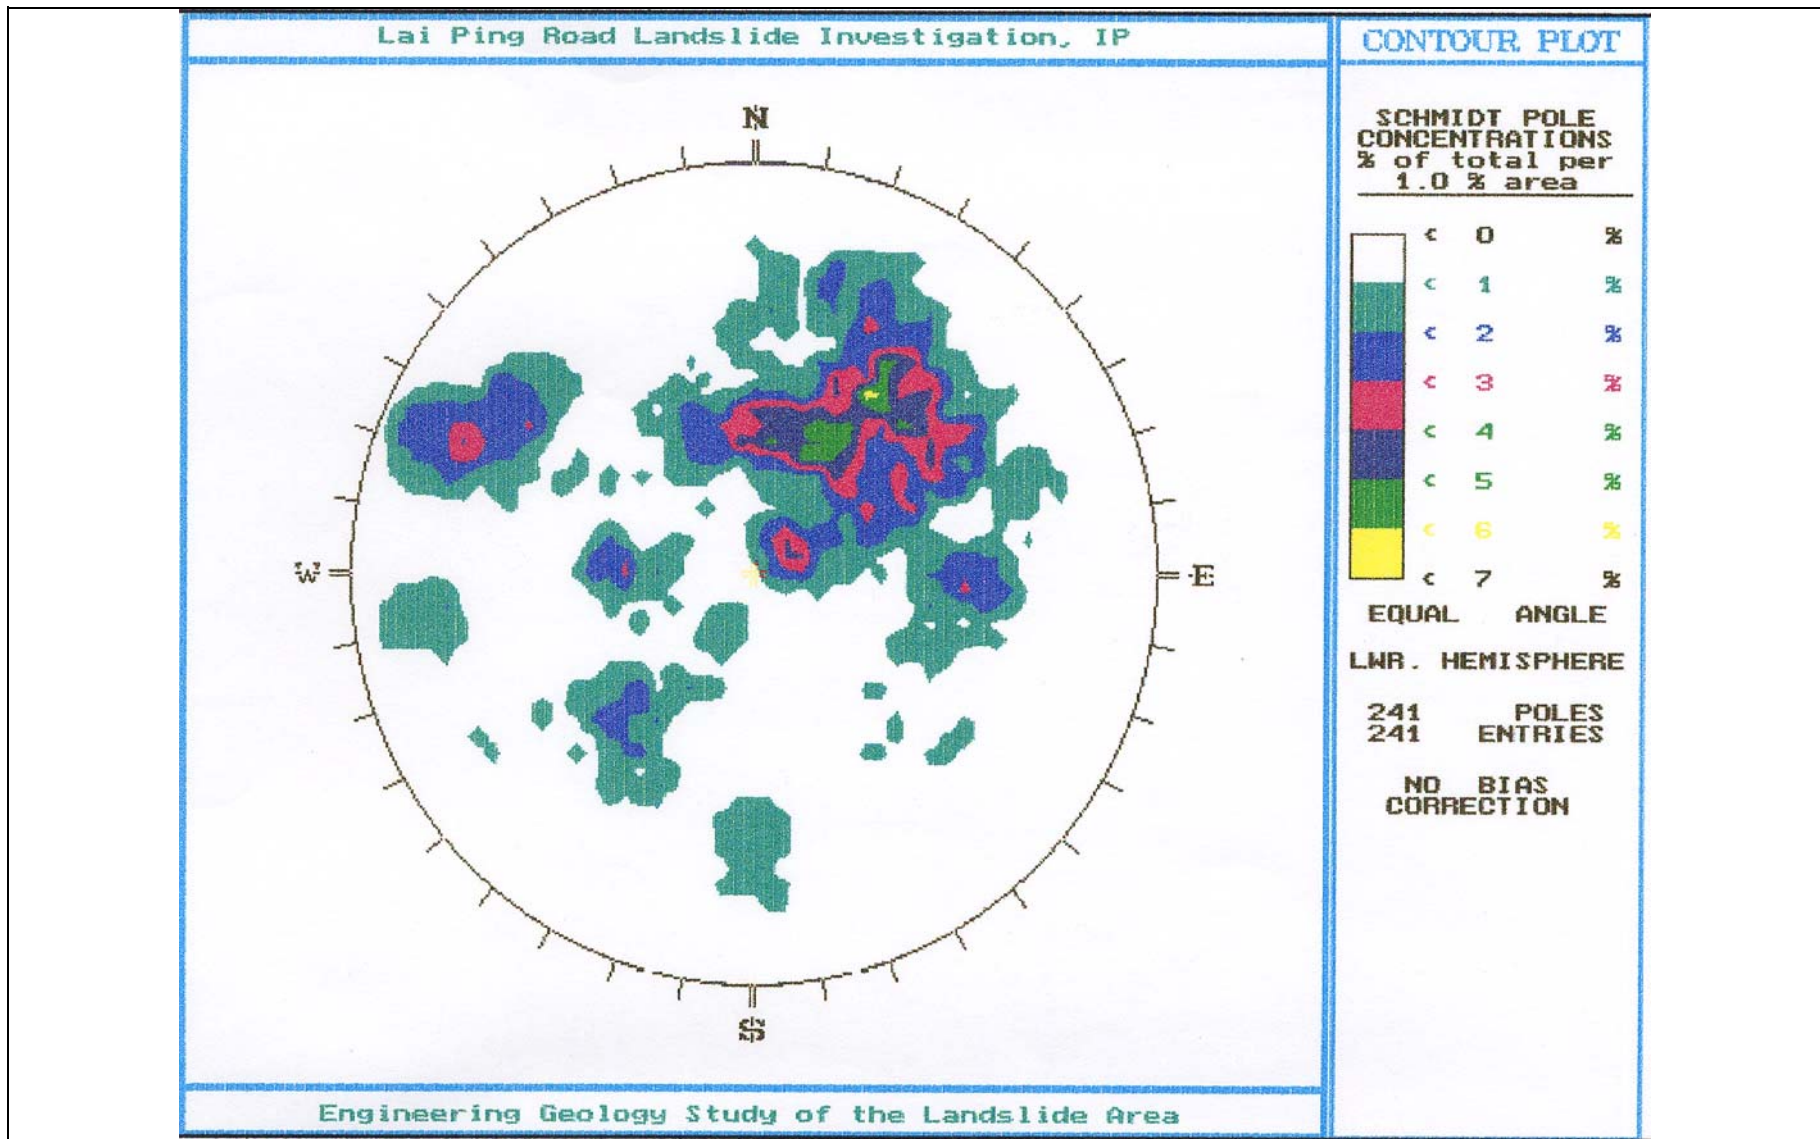 Lai Ping Road Landslide Investigation, IP
CONTOUR PLOT
SCHMIDT POLE
CONCENTRATIONS
% of total per
1.0 % area
< 0 %
< 1 %
< 2 %
< 3 %
< 4 %
< 5 %
< 6 %
< 7 %
EQUAL ANGLE
LWR. HEMISPHERE
241 POLES
241 ENTRIES
NO BIAS
CORRECTION
N
W
E
S
Engineering Geology Study of the Landslide Area